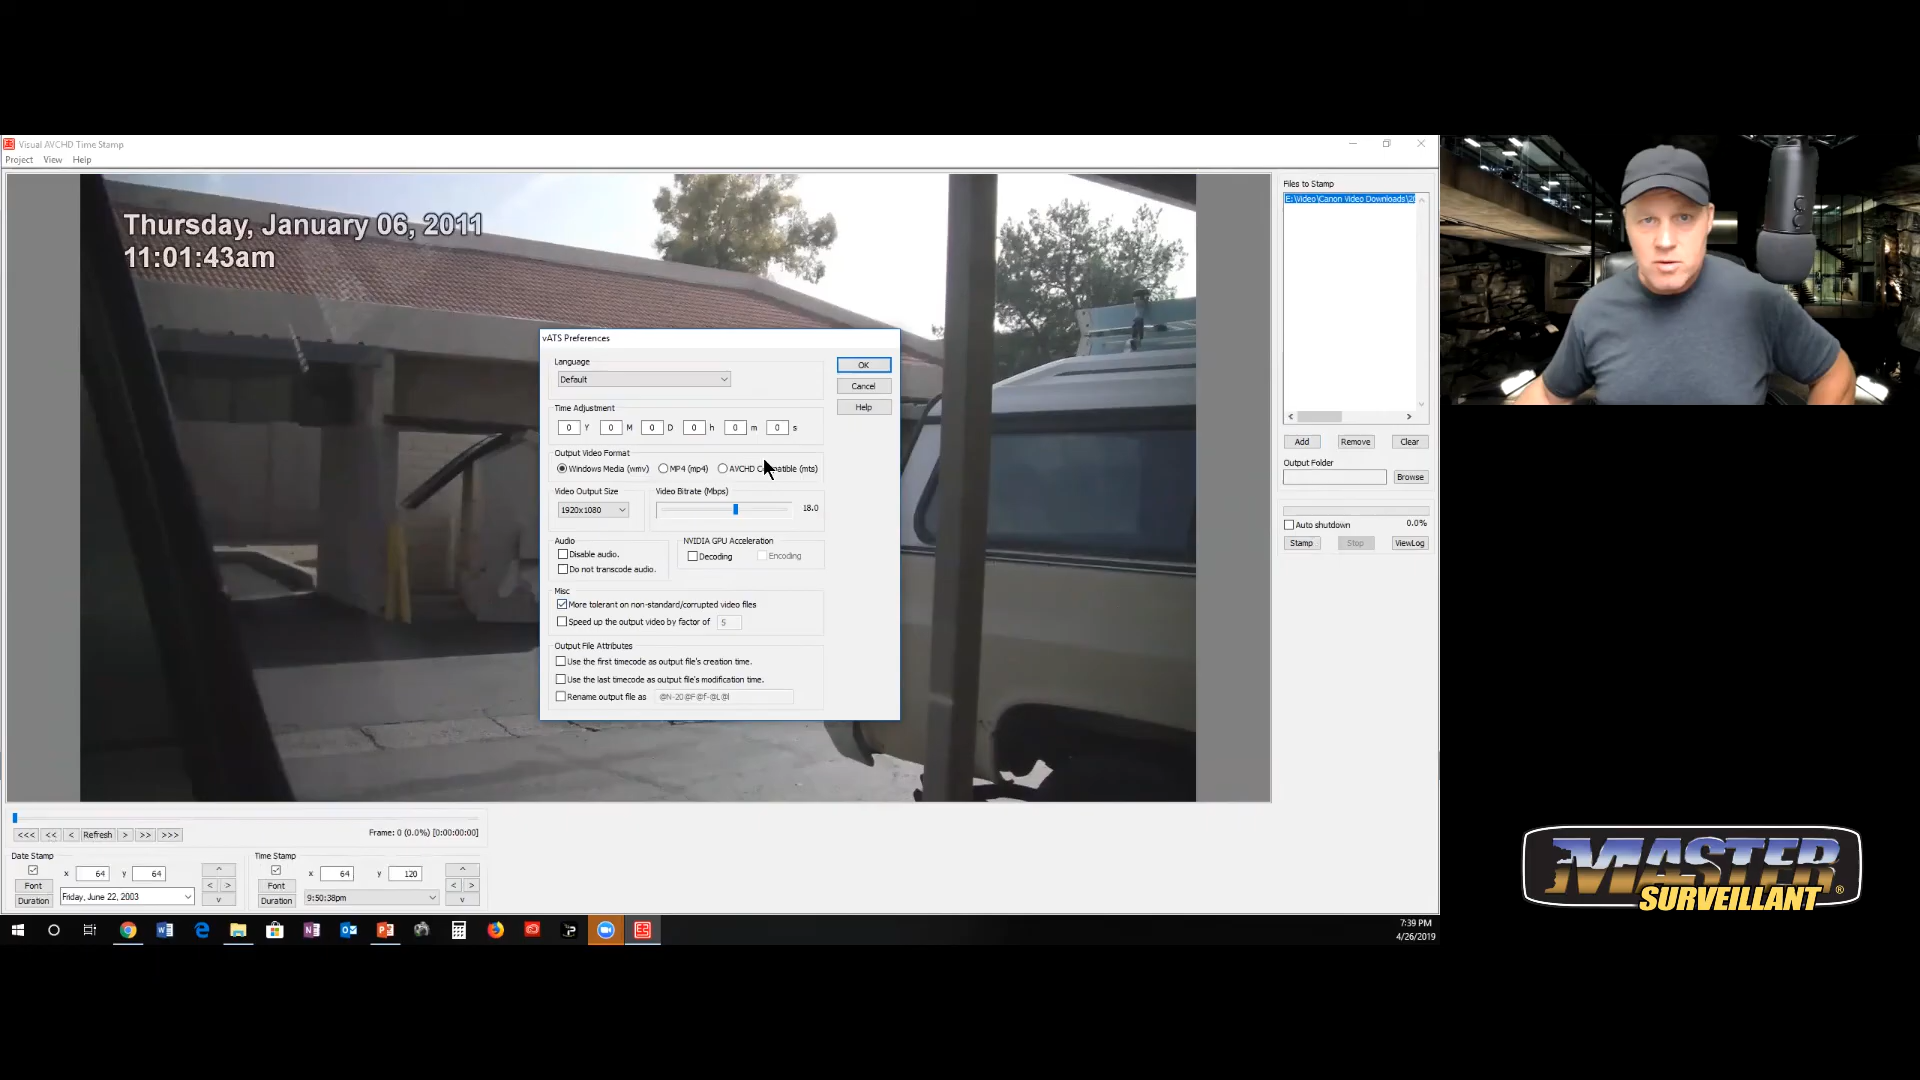 Visual AVCHD Time Stamp
Project View Help
Thursday, January 06, 2011
11:01:43am
vATS Preferences
Language
Default
OK
Cancel
Help
Time Adjustment
0 Y 0 M 0 D 0 h 0 m 0 s
Output Video Format
Windows Media (wmv) MP4 (mp4) AVCHD (mts)
Video Output Size
1920x1080
Video Bitrate (Mbps)
18.0
Audio
Disable audio.
Do not transcode audio.
NVIDIA GPU Acceleration
Decoding Encoding
Misc
More tolerant on non-standard/corrupted video files
Speed up the output video by factor of 5
Output File Attributes
Use the first timecode as output file's creation time.
Use the last timecode as output file's modification time.
Rename output file as
Files to Stamp
E:\Video\Canon Video Downloads\
Add Remove Clear
Output Folder
Browse
Auto shutdown 0.0%
Stamp Stop ViewLog
<<< << < Refresh > >> >>>
Frame: 0 (0.0%) [0:00:00:00]
Date Stamp
x 64 y 64
Font
Duration
Friday, June 22, 2003
Time Stamp
x 64 y 120
Font
Duration
9:50:38pm
7:39 PM
4/26/2019
MASTER
SURVEILLANT ®